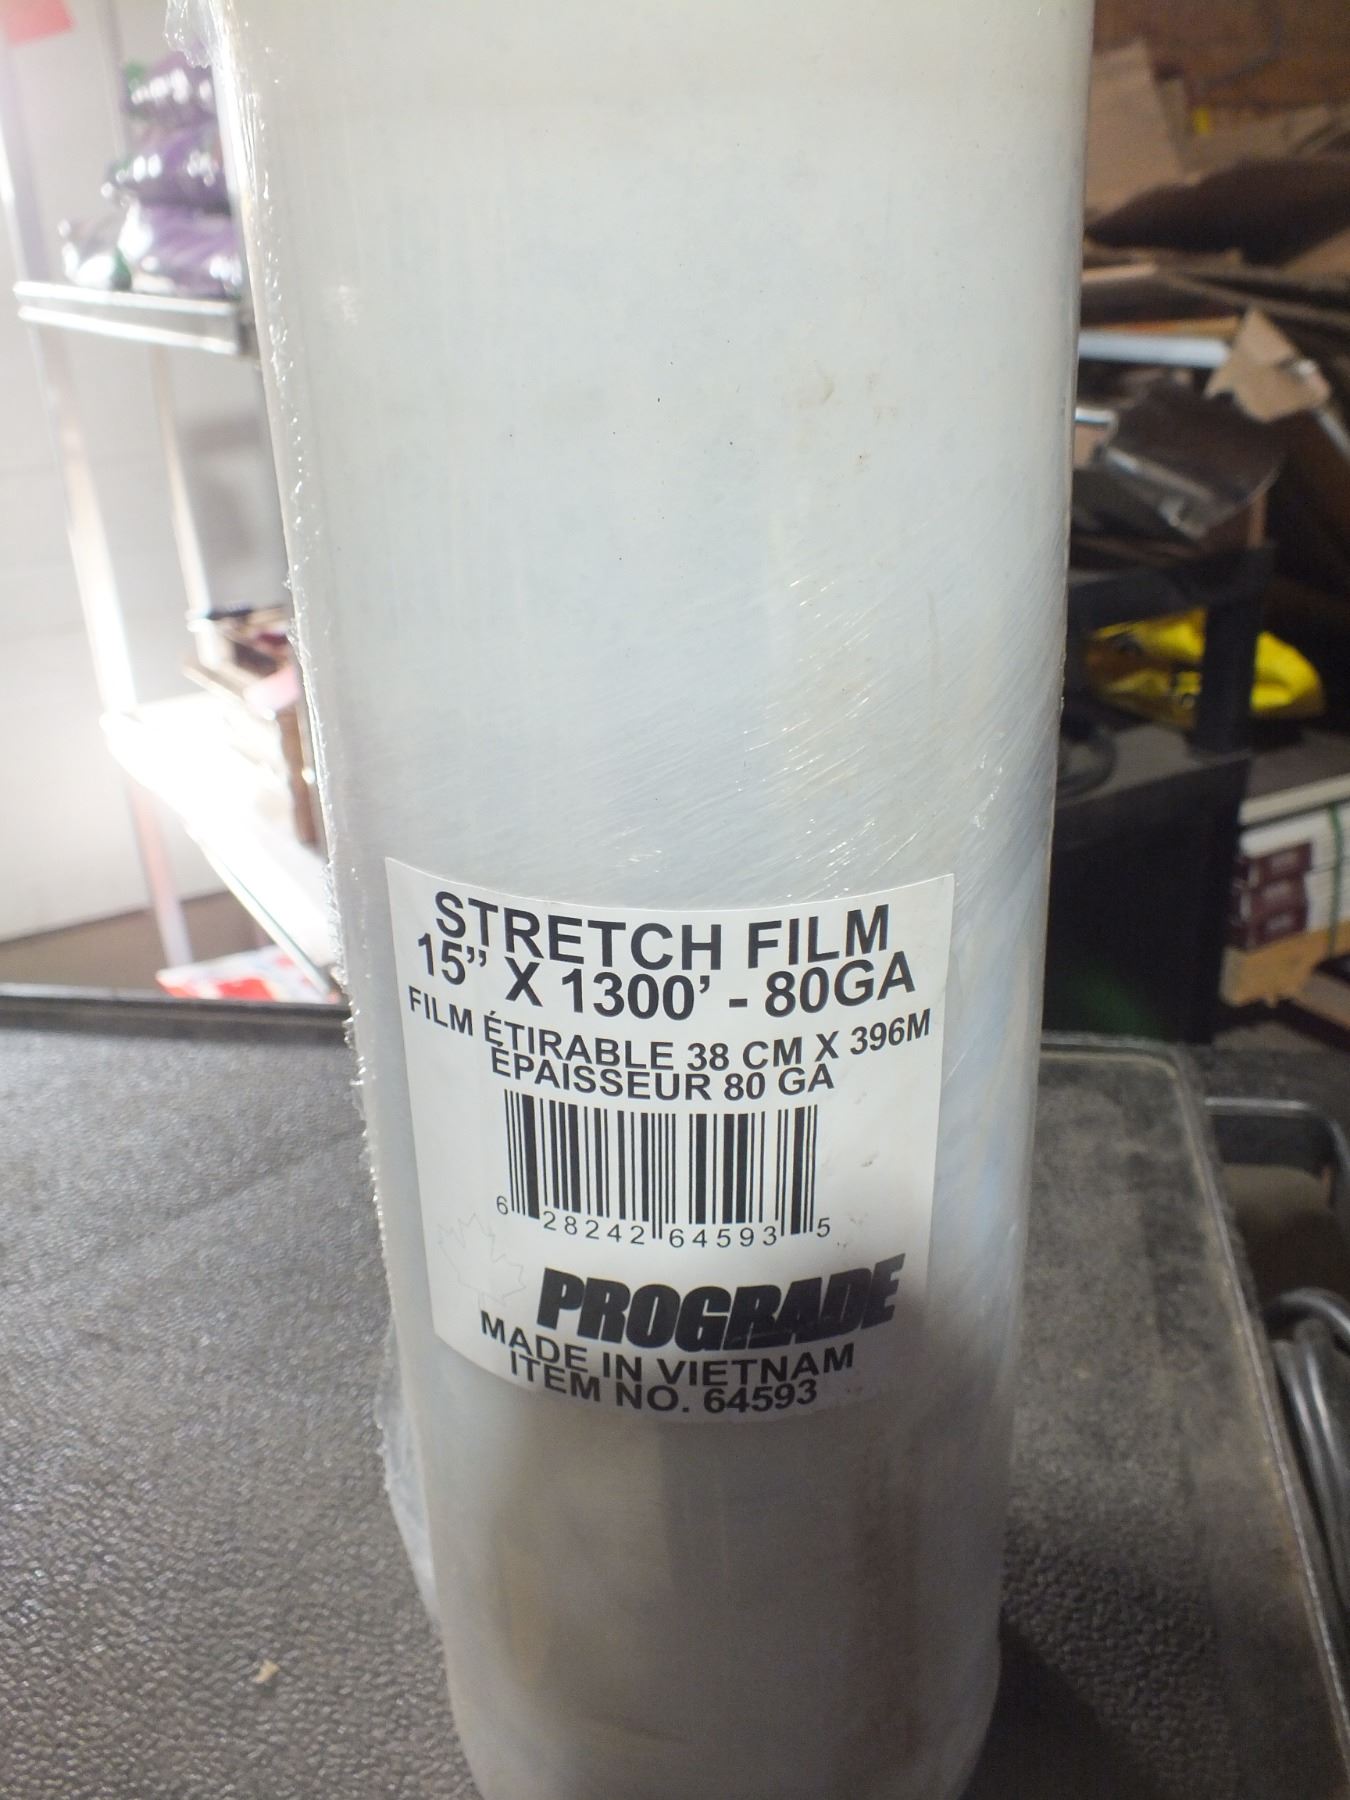 STRETCH FILM
15” X 1300’ - 80GA
FILM ÉTIRABLE 38 CM X 396M
ÉPAISSEUR 80 GA
6 28242 64593 5
PROGRADE
MADE IN VIETNAM
ITEM NO. 64593